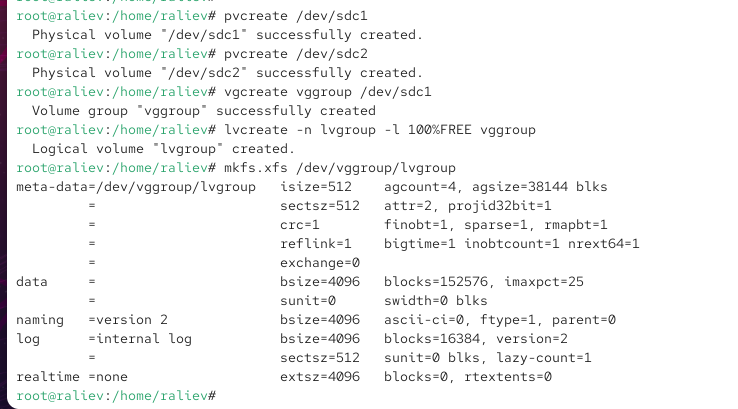 root@raliev:/home/raliev# pvcreate /dev/sdc1
  Physical volume "/dev/sdc1" successfully created.
root@raliev:/home/raliev# pvcreate /dev/sdc2
  Physical volume "/dev/sdc2" successfully created.
root@raliev:/home/raliev# vgcreate vggroup /dev/sdc1
  Volume group "vggroup" successfully created
root@raliev:/home/raliev# lvcreate -n lvgroup -l 100%FREE vggroup
  Logical volume "lvgroup" created.
root@raliev:/home/raliev# mkfs.xfs /dev/vggroup/lvgroup
meta-data=/dev/vggroup/lvgroup   isize=512    agcount=4, agsize=38144 blks
         =                       sectsz=512   attr=2, projid32bit=1
         =                       crc=1        finobt=1, sparse=1, rmapbt=1
         =                       reflink=1    bigtime=1 inobtcount=1 nrext64=1
         =                       exchange=0
data     =                       bsize=4096   blocks=152576, imaxpct=25
         =                       sunit=0      swidth=0 blks
naming   =version 2              bsize=4096   ascii-ci=0, ftype=1, parent=0
log      =internal log           bsize=4096   blocks=16384, version=2
         =                       sectsz=512   sunit=0 blks, lazy-count=1
realtime =none                   extsz=4096   blocks=0, rtextents=0
root@raliev:/home/raliev#